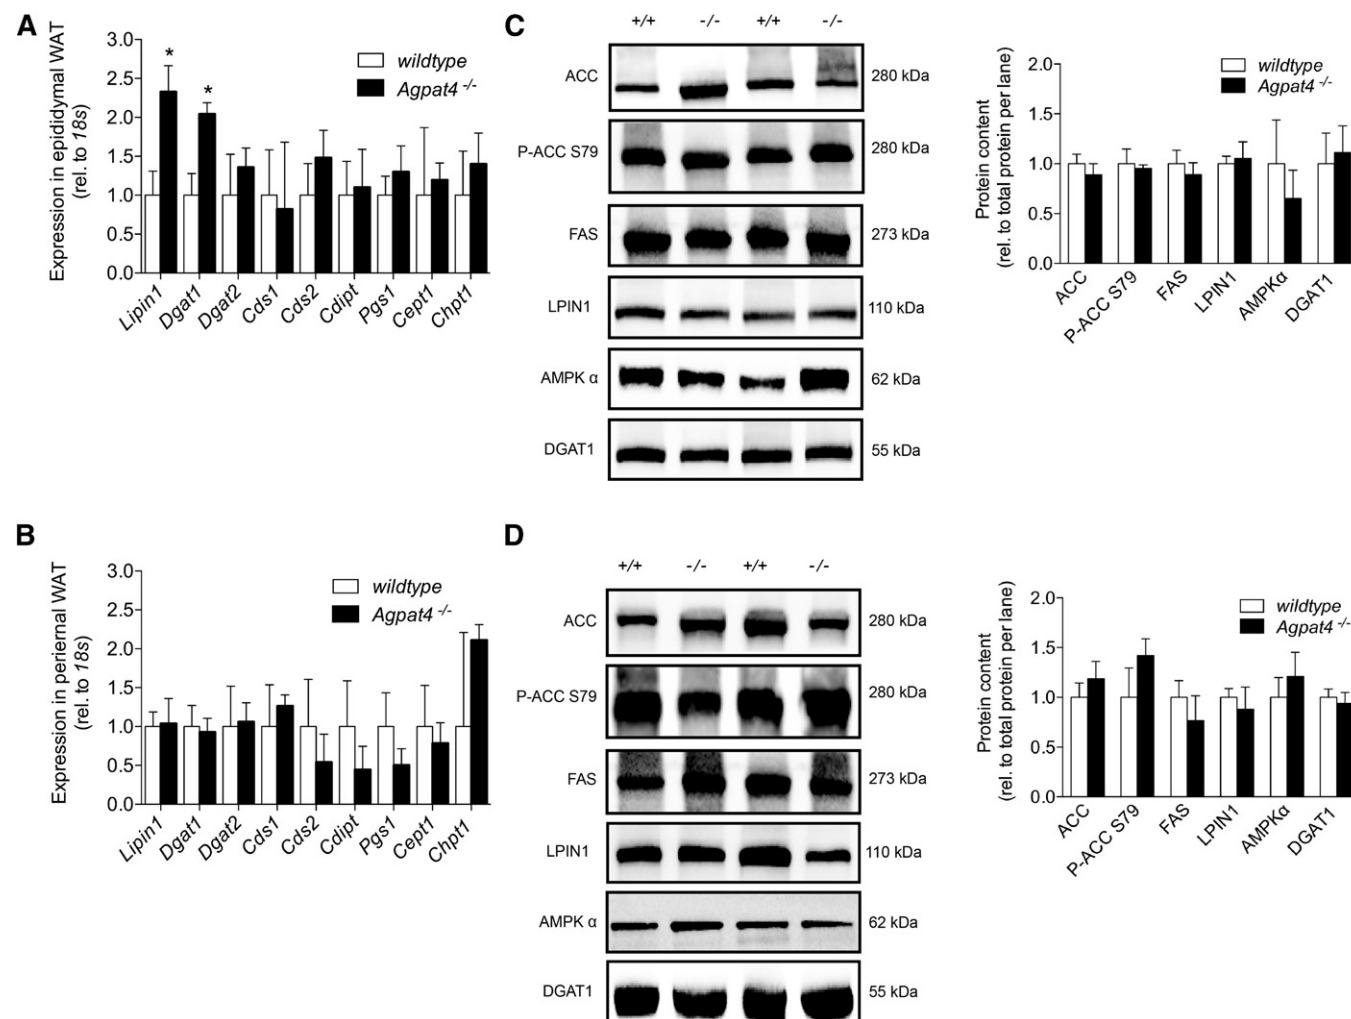 A
Expression in epididymal WAT
(rel. to 18s)
3.0
2.5
2.0
1.5
1.0
0.5
0.0
* *
wildtype
Agpat4 -/-
Lipin1 Dgat1 Dgat2 Cds1 Cds2 Cdipt Pgs1 Cept1 Chpt1
C
+/+ -/- +/+ -/-
ACC 280 kDa
P-ACC S79 280 kDa
FAS 273 kDa
LPIN1 110 kDa
AMPK α 62 kDa
DGAT1 55 kDa
Protein content
(rel. to total protein per lane)
2.0
1.5
1.0
0.5
0.0
wildtype
Agpat4 -/-
ACC P-ACC S79 FAS LPIN1 AMPKα DGAT1
B
Expression in periernal WAT
(rel. to 18s)
3.0
2.5
2.0
1.5
1.0
0.5
0.0
wildtype
Agpat4 -/-
Lipin1 Dgat1 Dgat2 Cds1 Cds2 Cdipt Pgs1 Cept1 Chpt1
D
+/+ -/- +/+ -/-
ACC 280 kDa
P-ACC S79 280 kDa
FAS 273 kDa
LPIN1 110 kDa
AMPK α 62 kDa
DGAT1 55 kDa
Protein content
(rel. to total protein per lane)
2.0
1.5
1.0
0.5
0.0
wildtype
Agpat4 -/-
ACC P-ACC S79 FAS LPIN1 AMPKα DGAT1